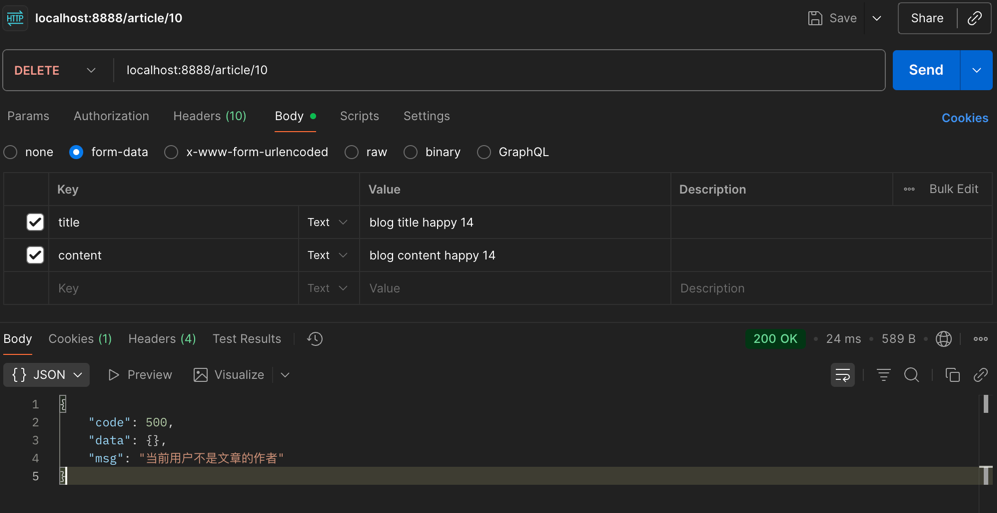 HTTP localhost:8888/article/10 Save Share
DELETE localhost:8888/article/10 Send
Params Authorization Headers (10) Body Scripts Settings Cookies
none form-data x-www-form-urlencoded raw binary GraphQL
Key Value Description Bulk Edit
title Text blog title happy 14
content Text blog content happy 14
Key Text Value Description
Body Cookies (1) Headers (4) Test Results 200 OK 24 ms 589 B
{} JSON Preview Visualize
1 {
2 "code": 500,
3 "data": {},
4 "msg": "当前用户不是文章的作者"
5 }